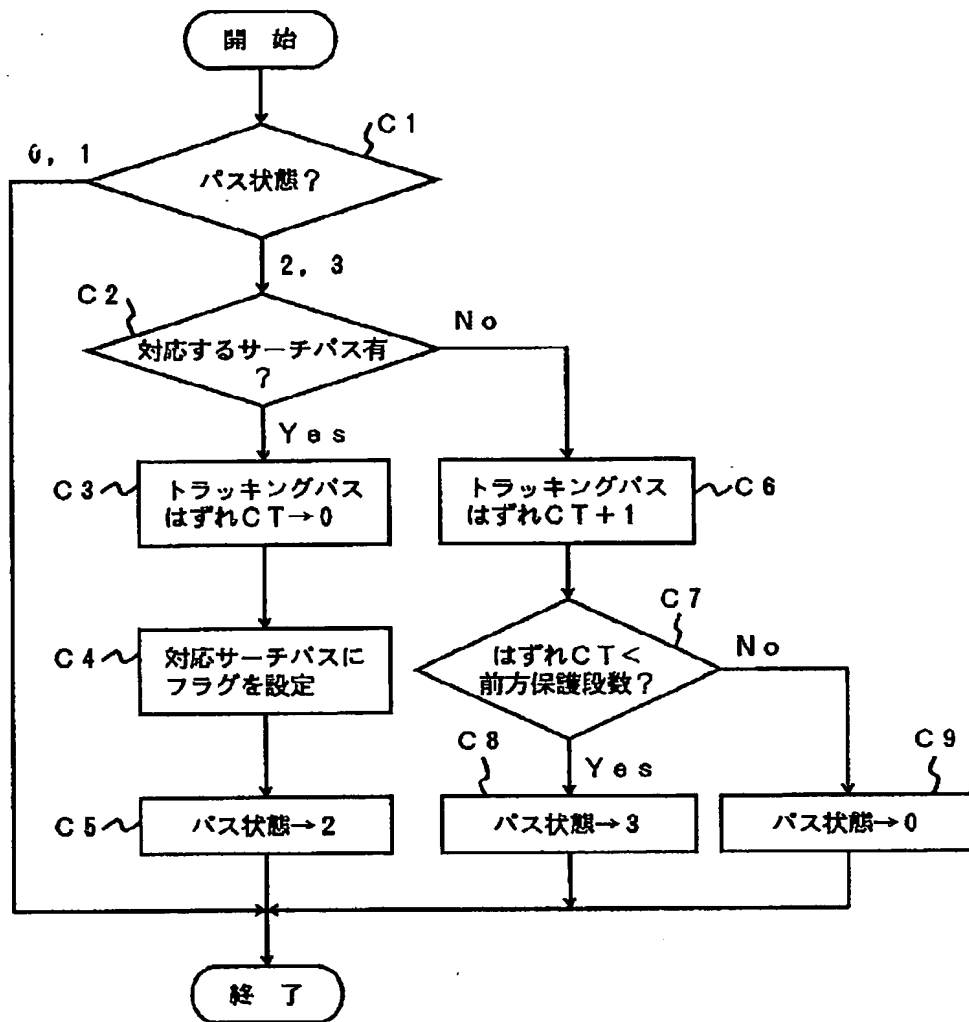 開 始
C1
0, 1
パス状態?
2, 3
C2
No
対応するサーチパス有
?
Yes
C3
トラッキングパス
はずれCT→0
トラッキングパス
はずれCT+1
C6
C7
C4
対応サーチパスに
フラグを設定
はずれCT<
前方保護段数?
No
C8
Yes
C9
C5
パス状態→2
パス状態→3
パス状態→0
終 了